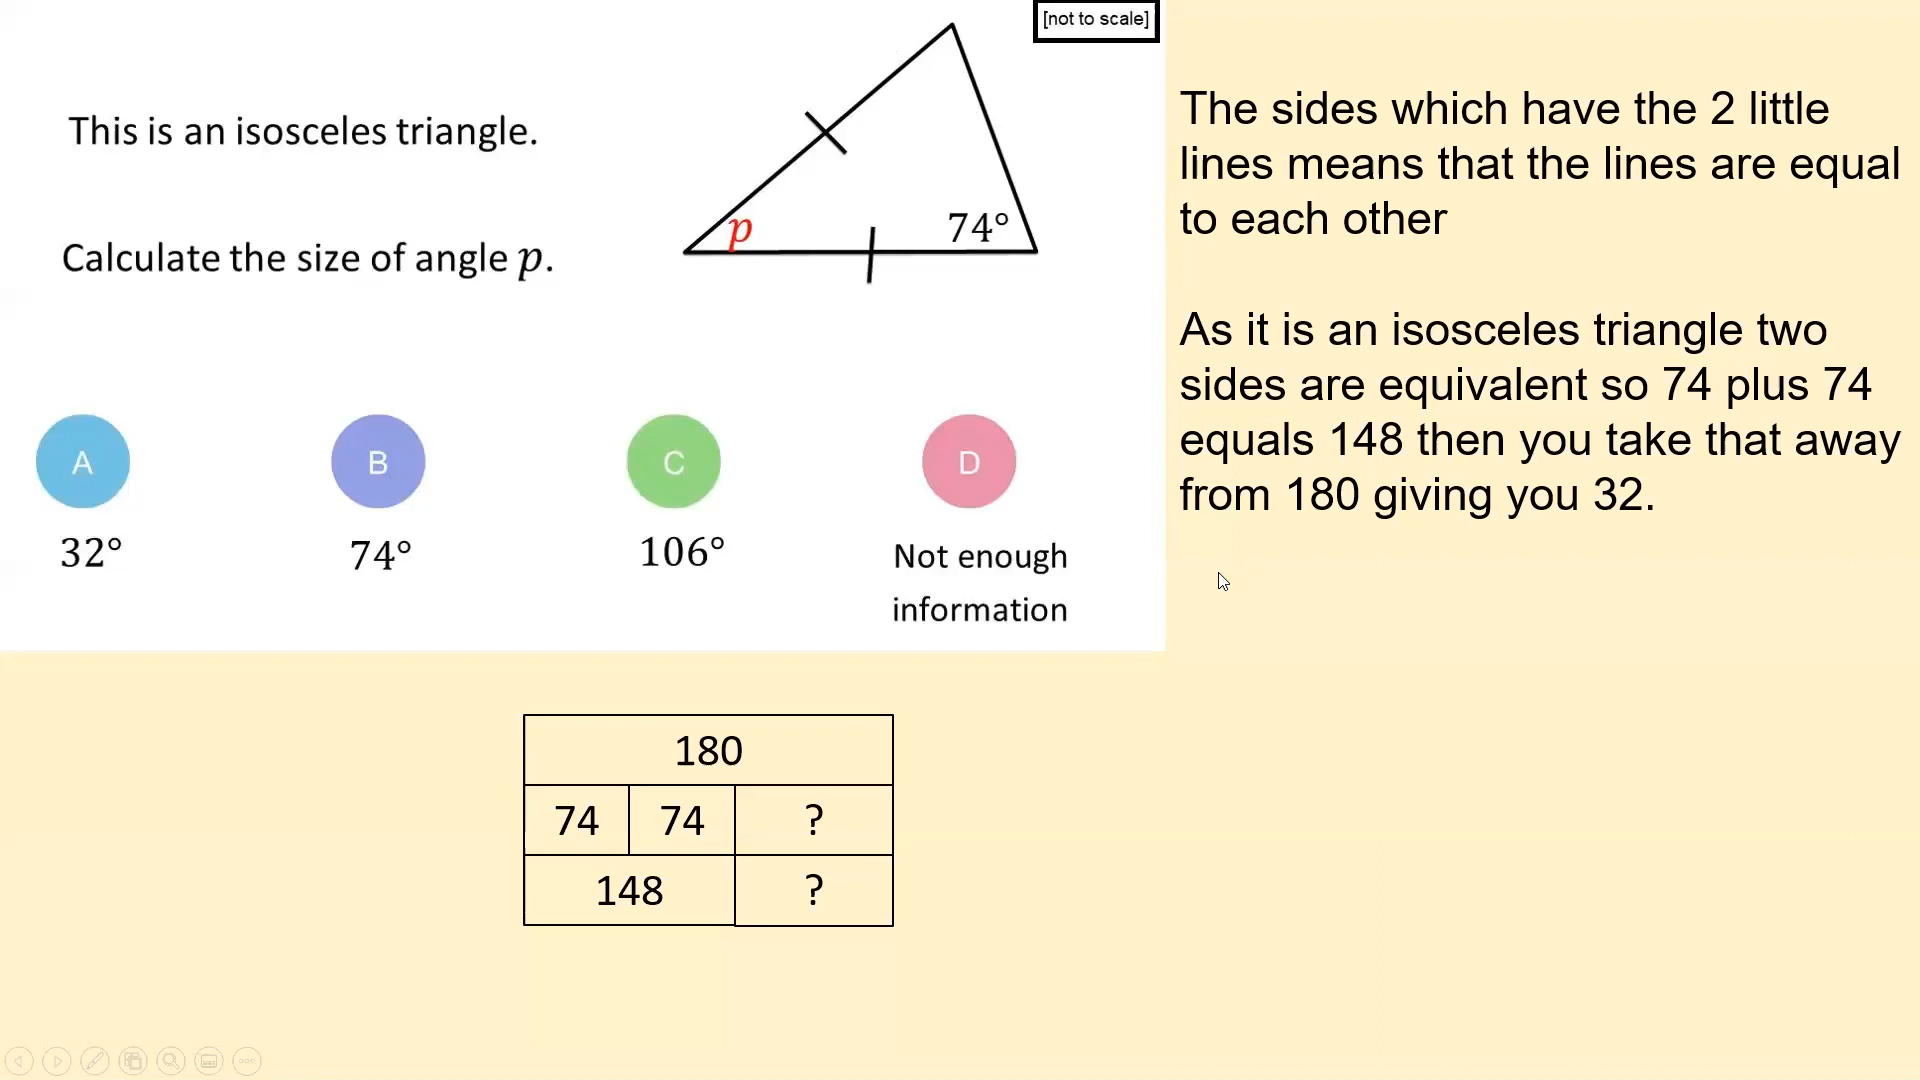 [not to scale]
This is an isosceles triangle.
Calculate the size of angle p.
p
74°
A
B
C
D
32°
74°
106°
Not enough
information
The sides which have the 2 little
lines means that the lines are equal
to each other
As it is an isosceles triangle two
sides are equivalent so 74 plus 74
equals 148 then you take that away
from 180 giving you 32.
180
74 74 ?
148 ?